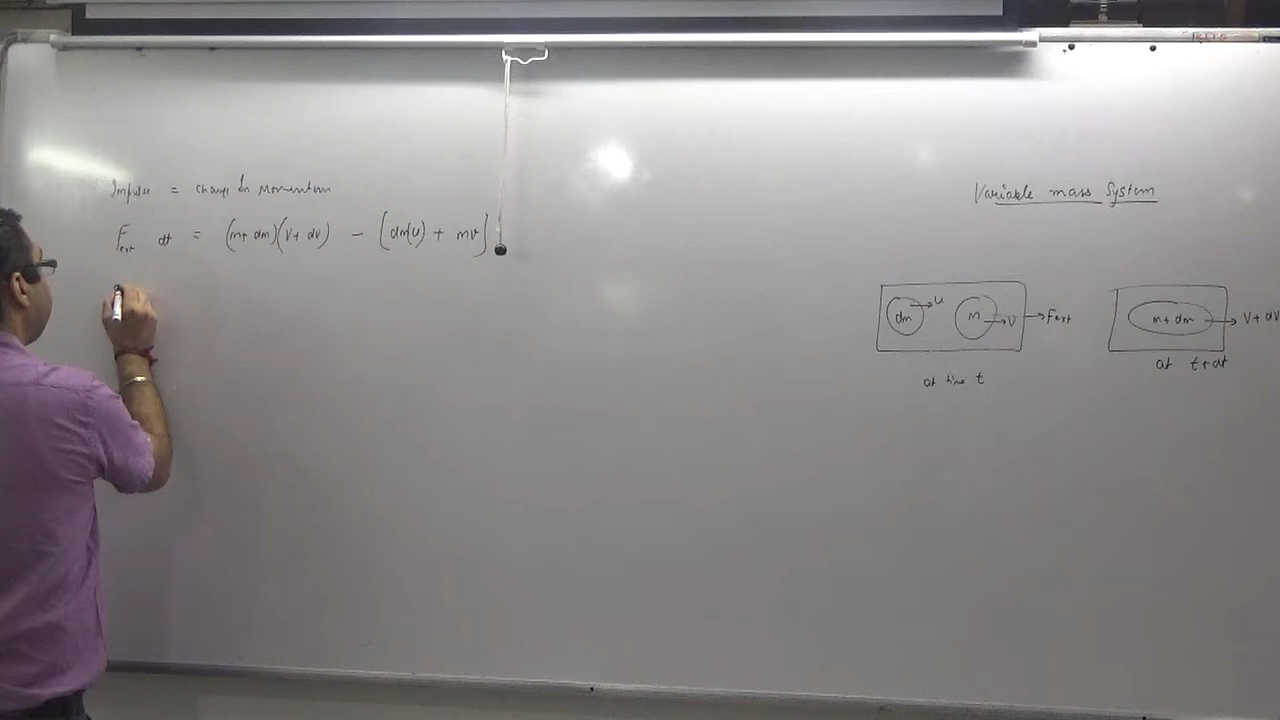 Impulse = change in Momentum
F_ext dt = (m + dm)(V + dV) - [dm(u) + mv]
Variable mass System
dm u m V Fext
m + dm V + dV
at time t
at t + dt